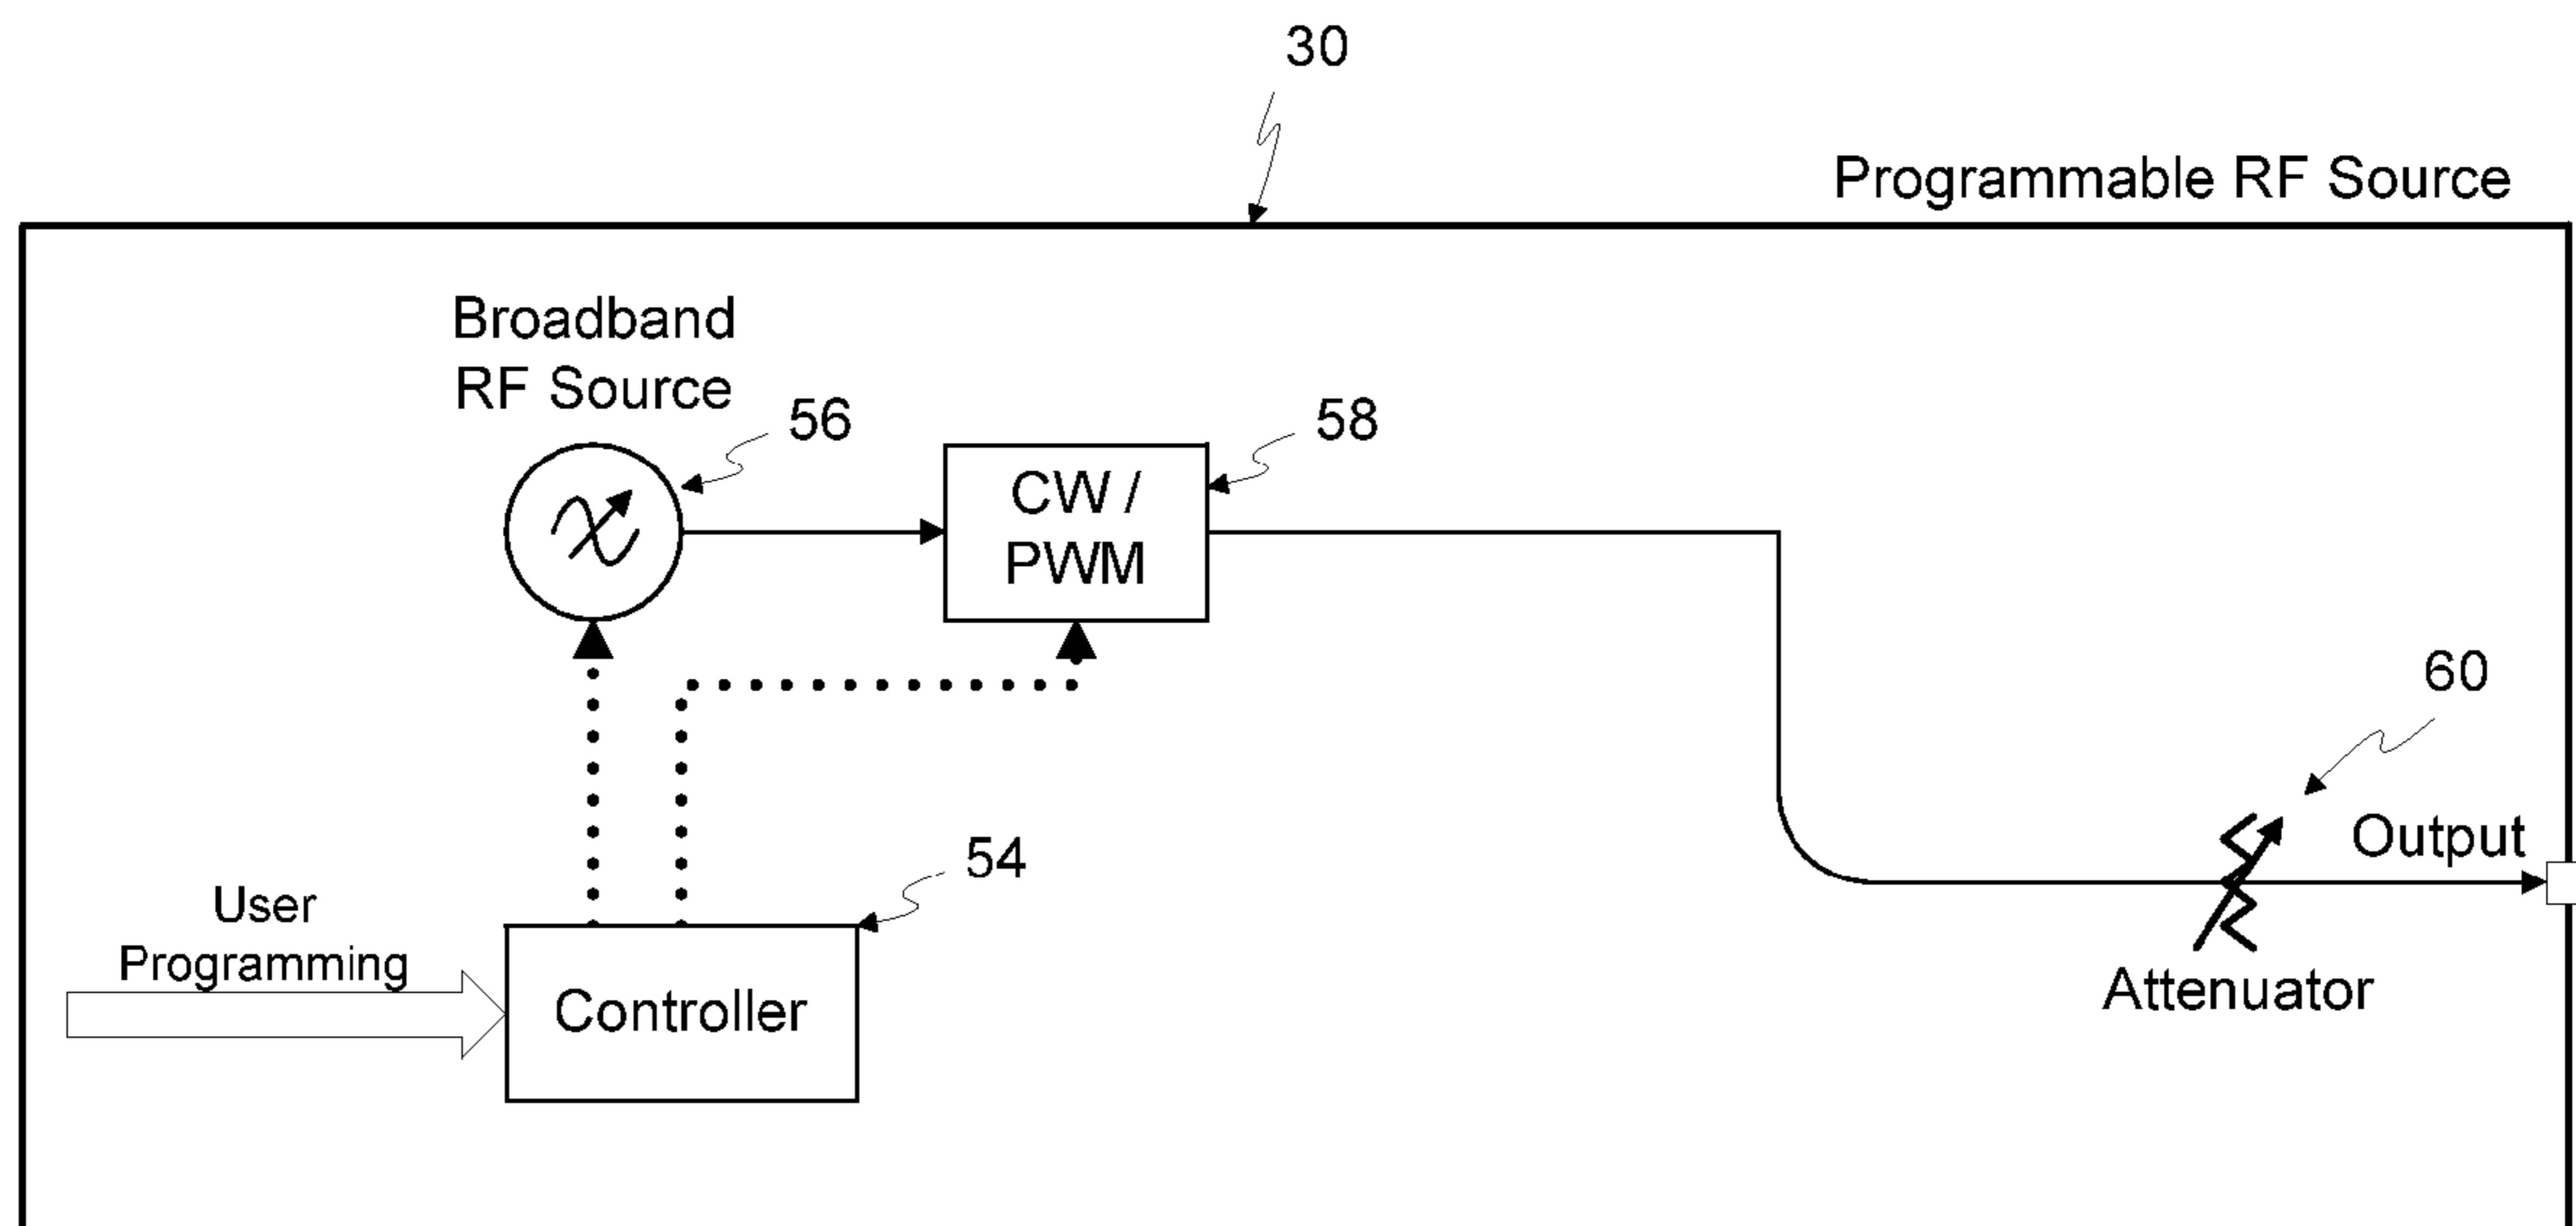 30
Programmable RF Source
Broadband
RF Source
56
58
CW /
PWM
60
Output
54
User
Programming
Controller
Attenuator